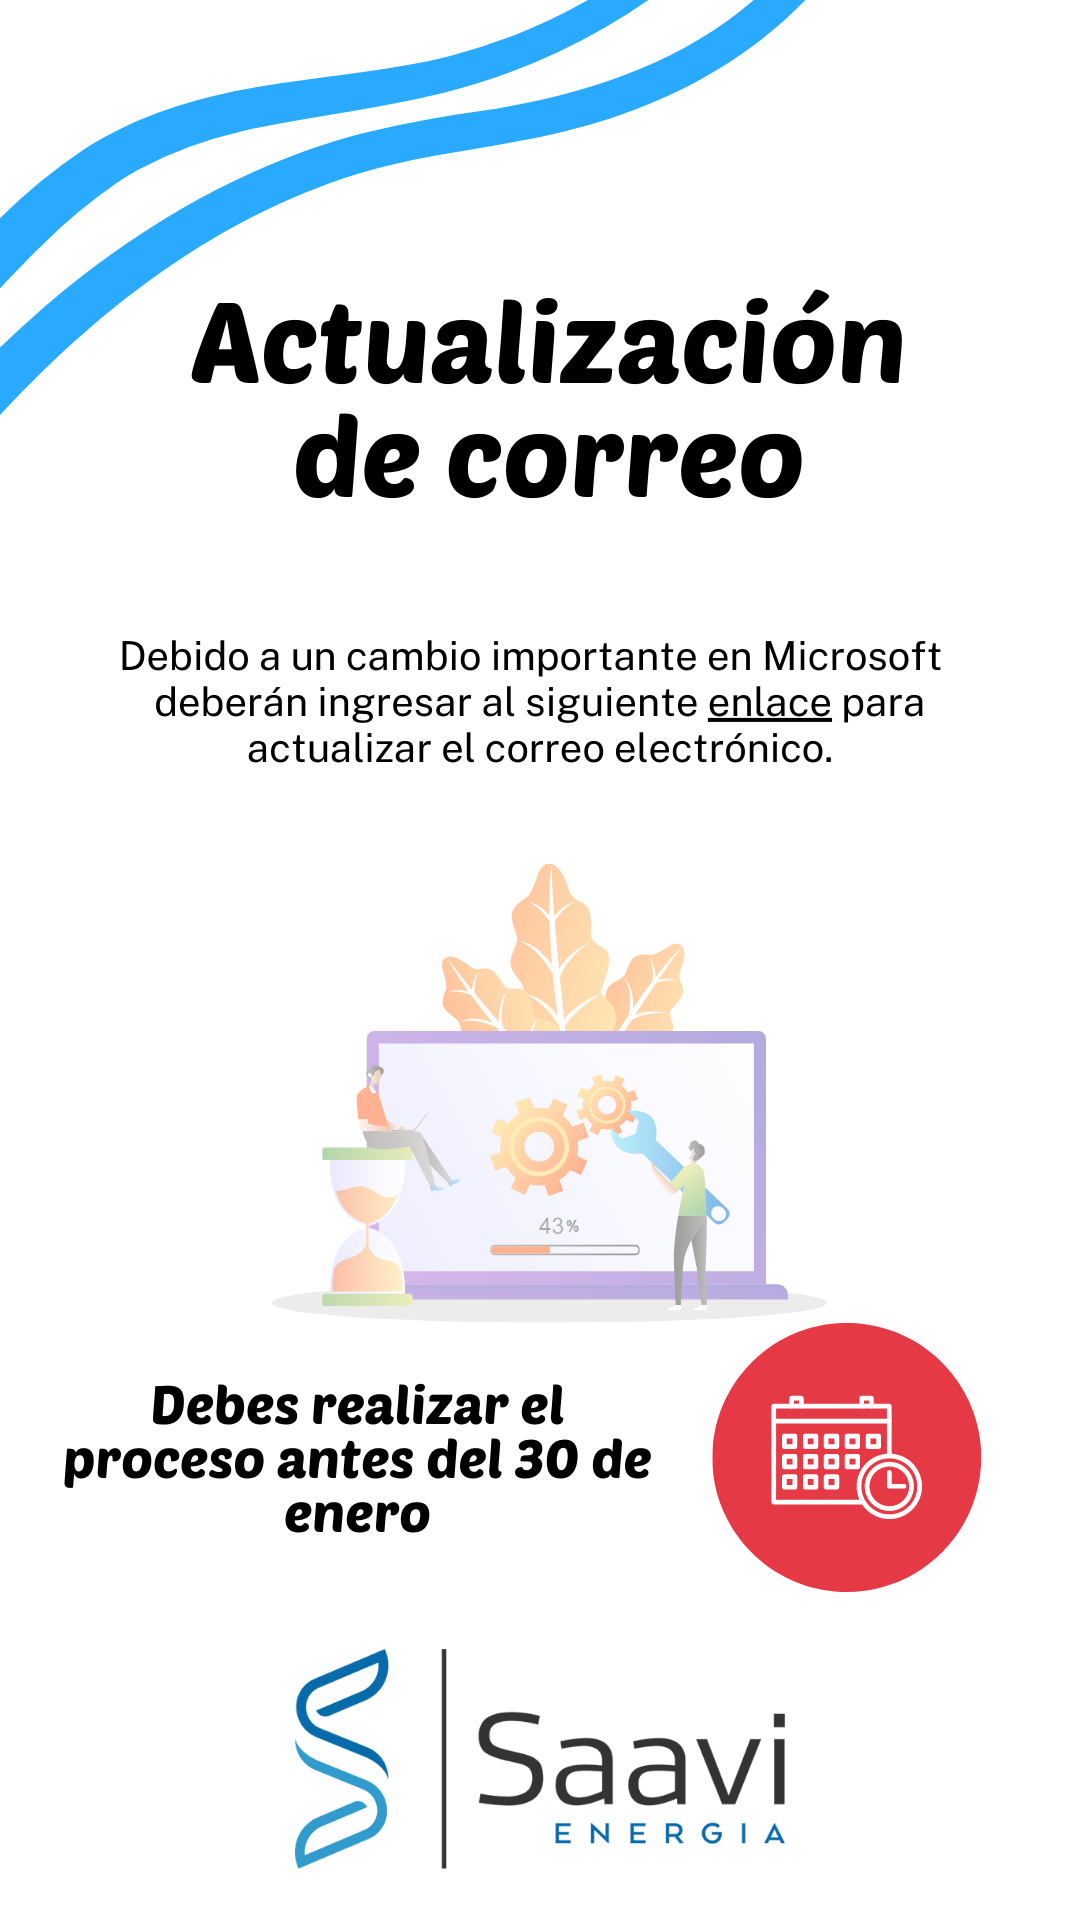 Actualización
de correo
Debido a un cambio importante en Microsoft
deberán ingresar al siguiente enlace para
actualizar el correo electrónico.
43%
Debes realizar el
proceso antes del 30 de
enero
Saavi
ENERGIA